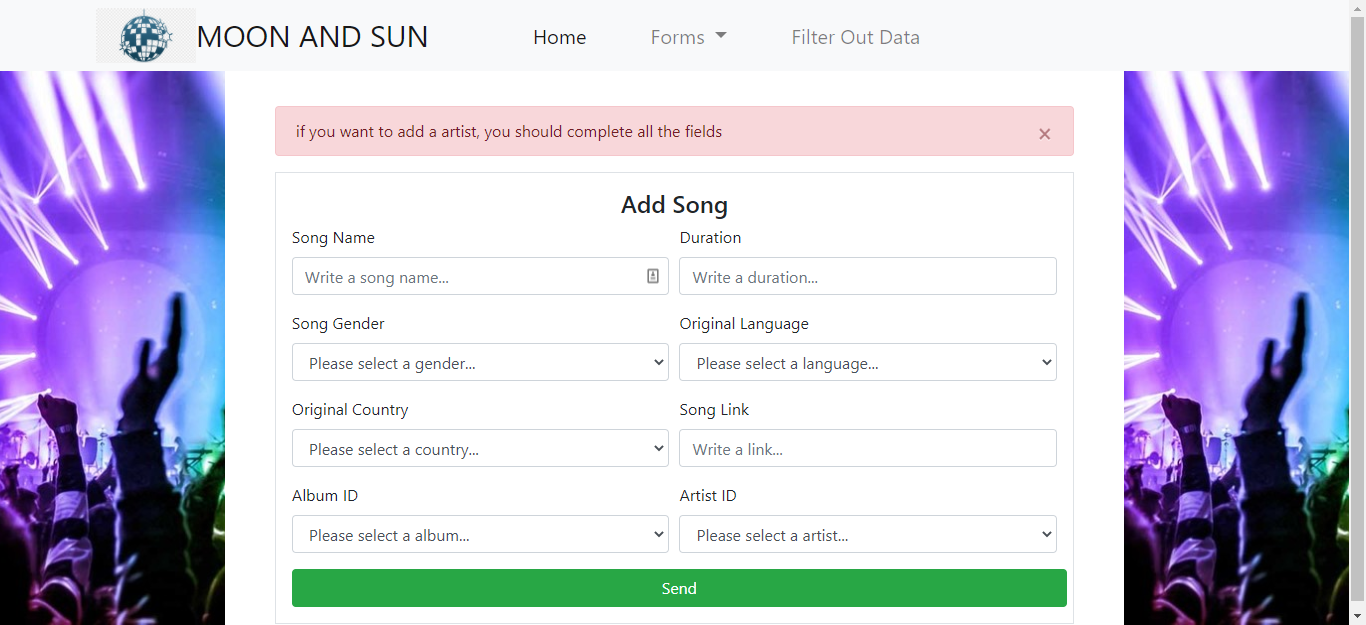 MOON AND SUN Home Forms Filter Out Data
if you want to add a artist, you should complete all the fields ×
Add Song
Song Name Duration
Write a song name... Write a duration...
Song Gender Original Language
Please select a gender... Please select a language...
Original Country Song Link
Please select a country... Write a link...
Album ID Artist ID
Please select a album... Please select a artist...
Send